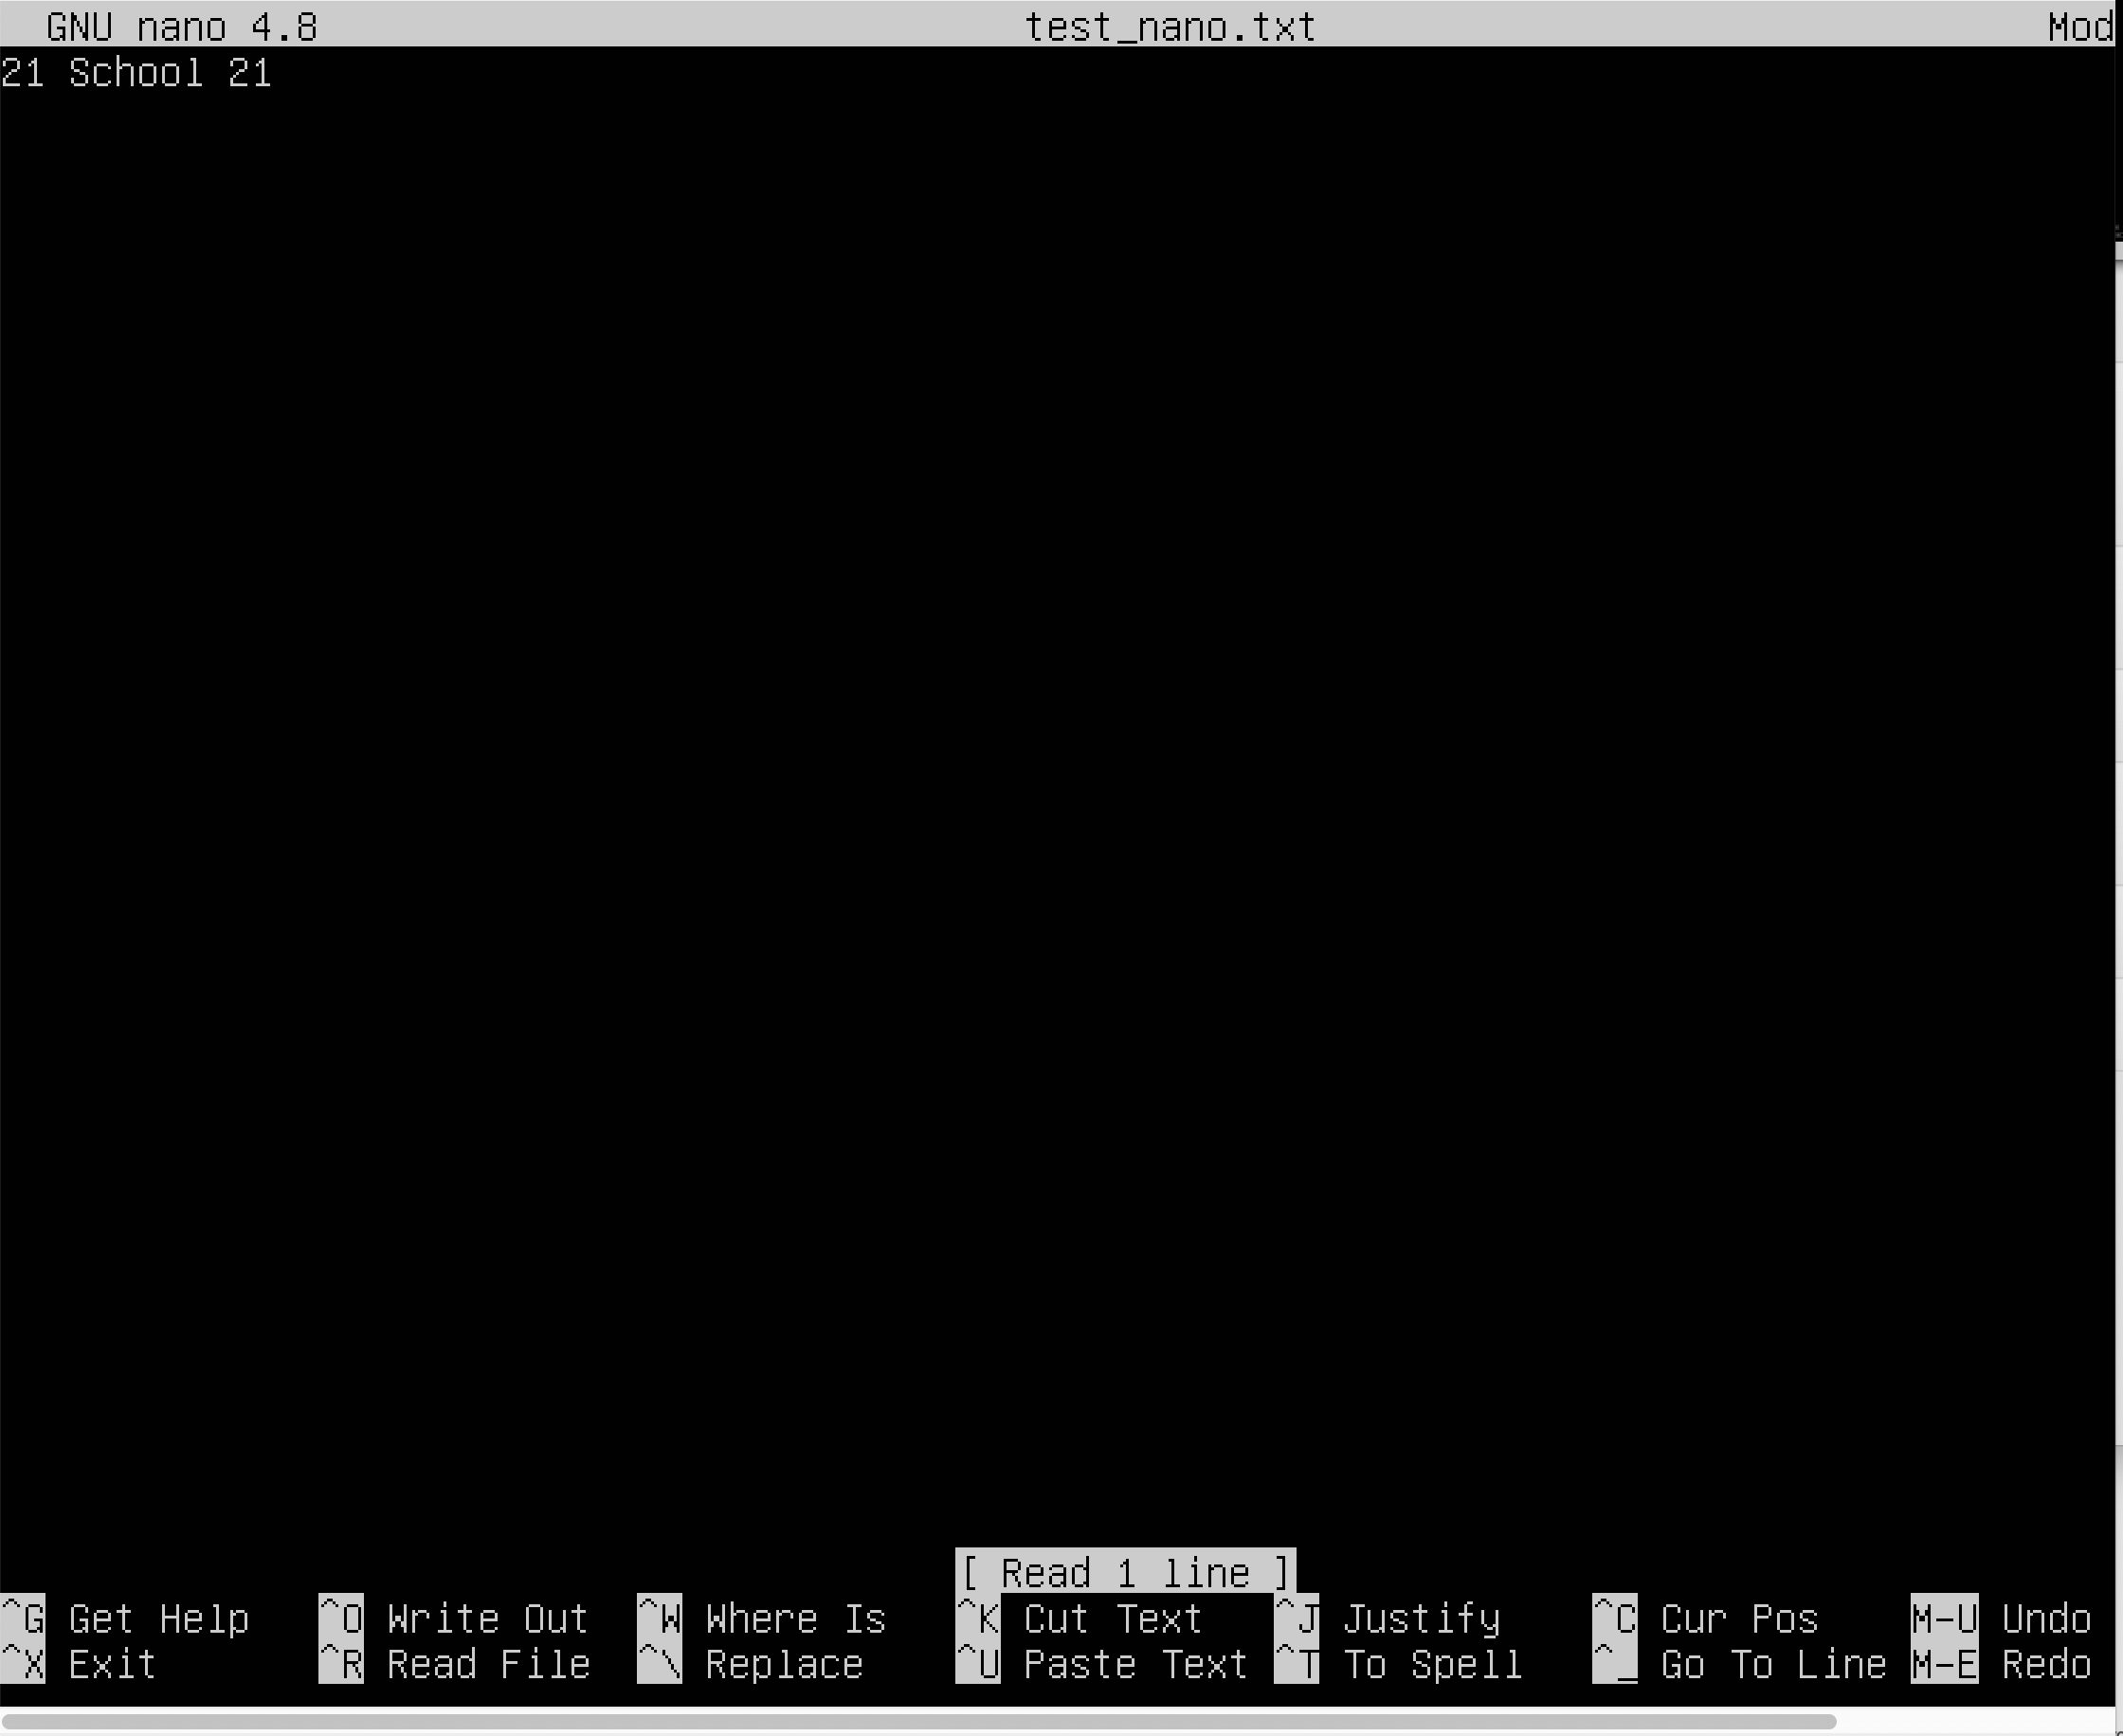 GNU nano 4.8 test_nano.txt Mod
21 School 21
[ Read 1 line ]
^G Get Help ^O Write Out ^W Where Is ^K Cut Text ^J Justify ^C Cur Pos M-U Undo
^X Exit ^R Read File ^\ Replace ^U Paste Text ^T To Spell ^_ Go To Line M-E Redo